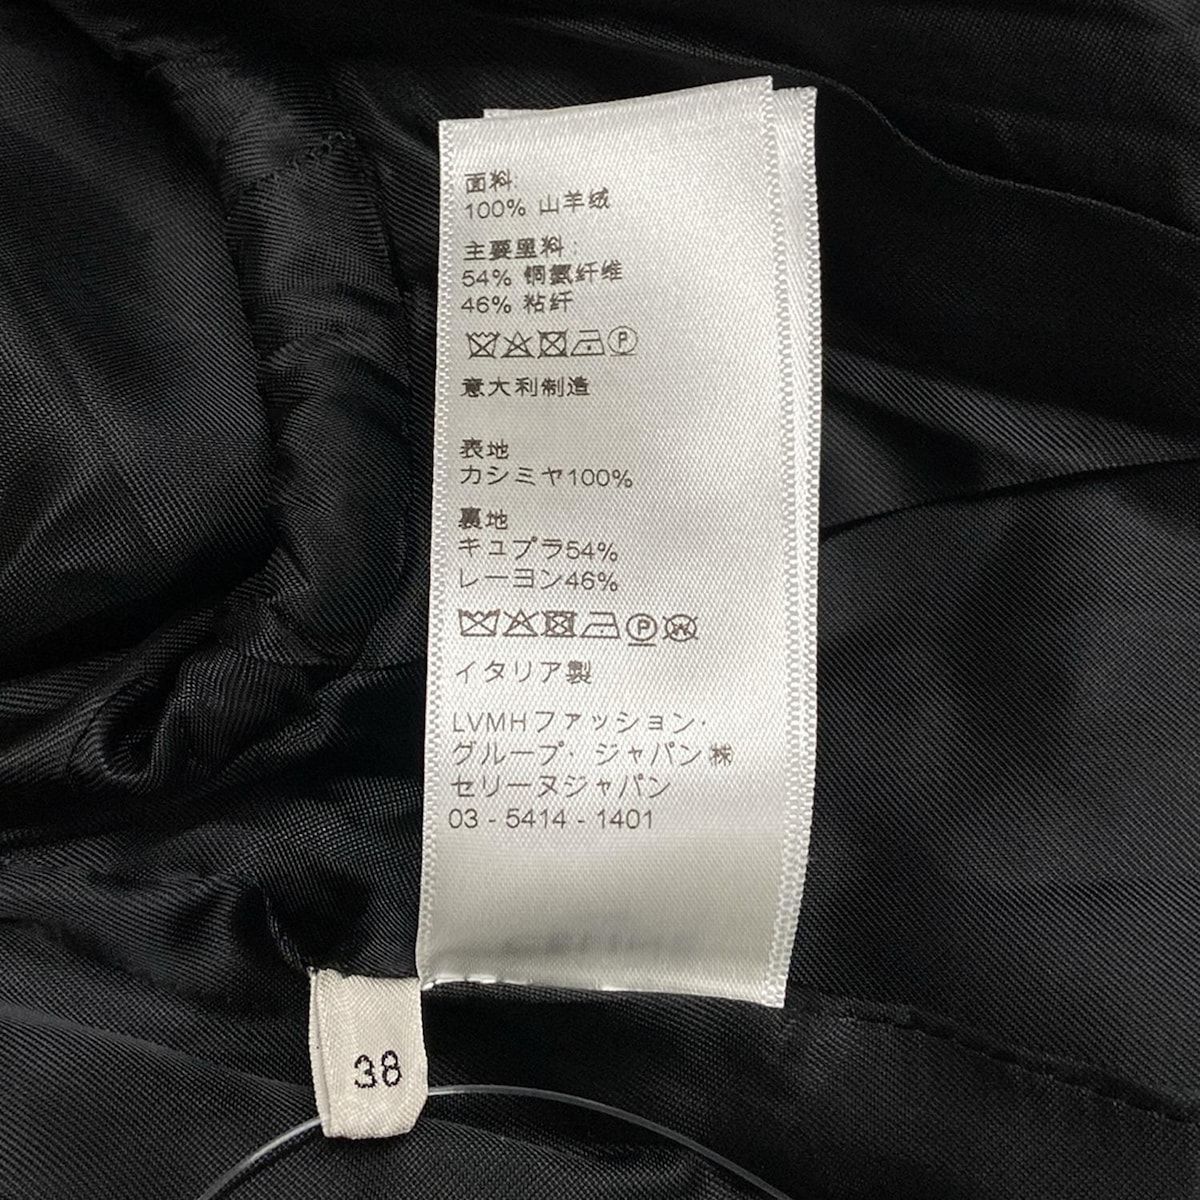 面料:
100% 山羊绒
主要里料:
54% 铜氨纤维
46% 粘纤
P
意大利制造
表地
カシミヤ100%
裏地
キュプラ54%
レーヨン46%
P W
イタリア製
LVMHファッション・
グループ・ジャパン㈱
セリーヌジャパン
03 - 5414 - 1401
38